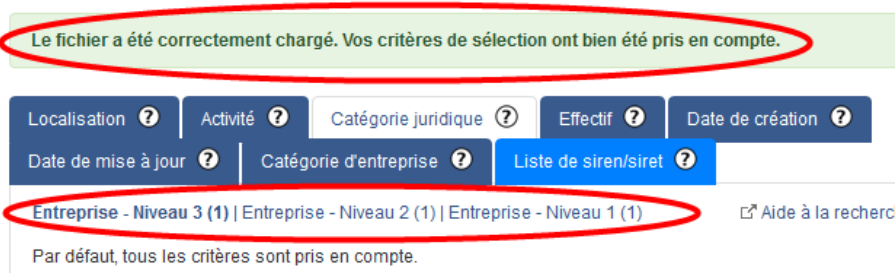 Le fichier a été correctement chargé. Vos critères de sélection ont bien été pris en compte.
Localisation ? Activité ? Catégorie juridique ? Effectif ? Date de création ?
Date de mise à jour ? Catégorie d'entreprise ? Liste de siren/siret ?
Entreprise - Niveau 3 (1) | Entreprise - Niveau 2 (1) | Entreprise - Niveau 1 (1) Aide à la recherc
Par défaut, tous les critères sont pris en compte.